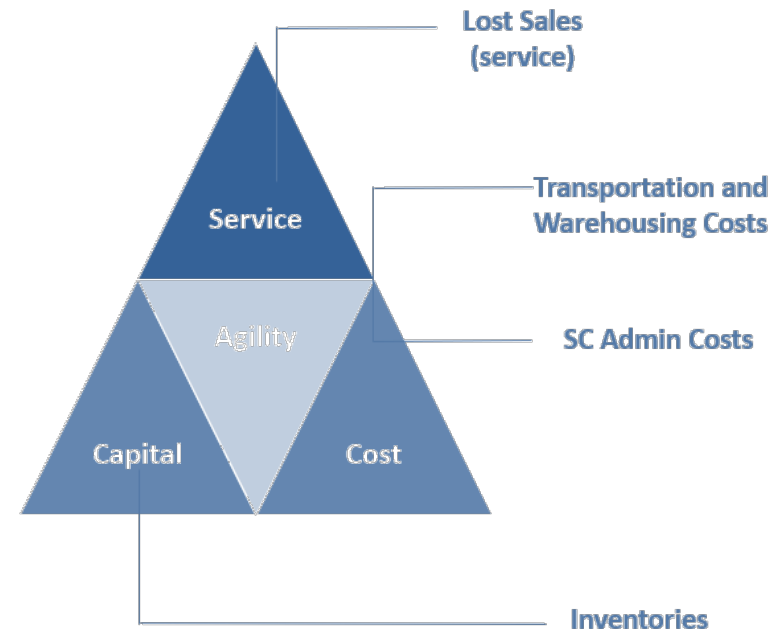 Lost Sales
(service)
Transportation and
Warehousing Costs
Service
Agility
SC Admin Costs
Capital
Cost
Inventories